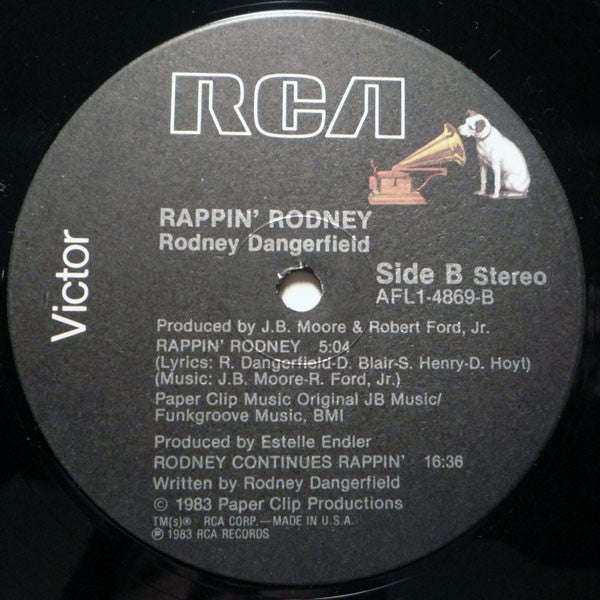 RCA
Victor
RAPPIN' RODNEY
Rodney Dangerfield
Side B Stereo
AFL1-4869-B
Produced by J.B. Moore & Robert Ford, Jr.
RAPPIN' RODNEY 5:04
(Lyrics: R. Dangerfield-D. Blair-S. Henry-D. Hoyt)
(Music: J.B. Moore-R. Ford, Jr.)
Paper Clip Music Original JB Music/
Funkgroove Music, BMI
Produced by Estelle Endler
RODNEY CONTINUES RAPPIN' 16:36
Written by Rodney Dangerfield
© 1983 Paper Clip Productions
TM(s)® RCA CORP.—MADE IN U.S.A.
℗ 1983 RCA RECORDS